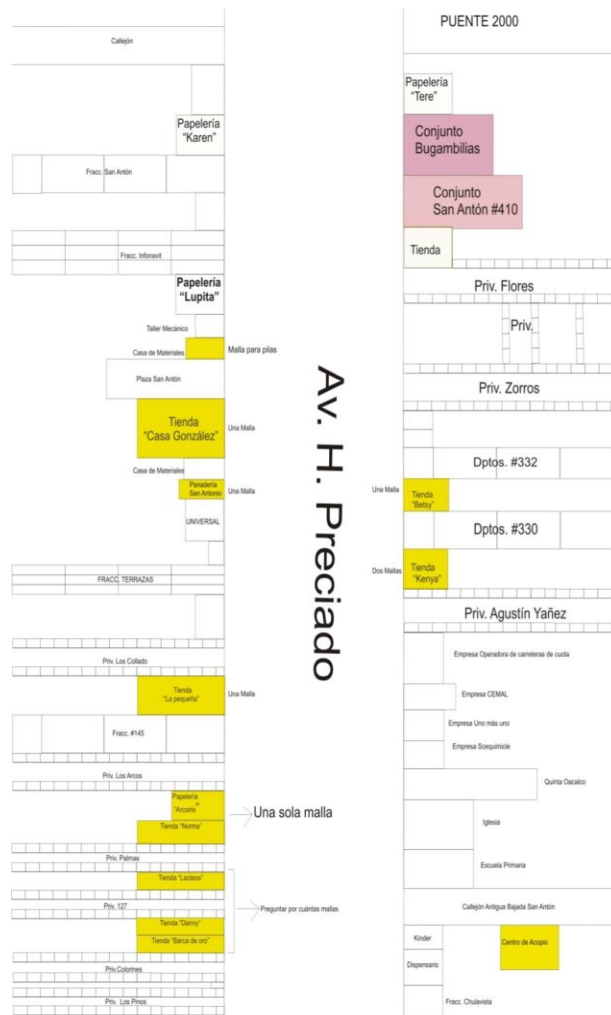 Callejón
Papelería
“Karen”
Fracc. San Antón
Fracc. Infonavit
Papelería
“Lupita”
Taller Mecánico
Casa de Materiales
Malla para pilas
Plaza San Antón
Tienda
“Casa González”
Una Malla
Casa de Materiales
Panadería
San Antonio
Una Malla
UNIVERSAL
FRACC. TERRAZAS
Priv. Los Collado
Tienda
“La pequeña”
Una Malla
Fracc. #145
Priv. Los Arcos
Papelería
“Arcoiris”
Tienda “Norma”
Una sola malla
Priv. Palmas
Tienda “Lacteos”
Priv. 127
Preguntar por cuántas mallas
Tienda “Danny”
Tienda “Barca de oro”
Priv.Colorines
Priv. Los Pinos
Av. H. Preciado
PUENTE 2000
Papelería
“Tere”
Conjunto
Bugambilias
Conjunto
San Antón #410
Tienda
Priv. Flores
Priv.
Priv. Zorros
Dptos. #332
Una Malla
Tienda
“Betsy”
Dptos. #330
Dos Mallas
Tienda
“Kenya”
Priv. Agustín Yañez
Empresa Operadora de carreteras de cuota
Empresa CEMAL
Empresa Uno más uno
Quinta Oacalco
Iglesia
Escuela Primaria
Callejón Antigua Bajada San Antón
Kinder
Centro de Acopio
Dispensario
Fracc. Chulavista